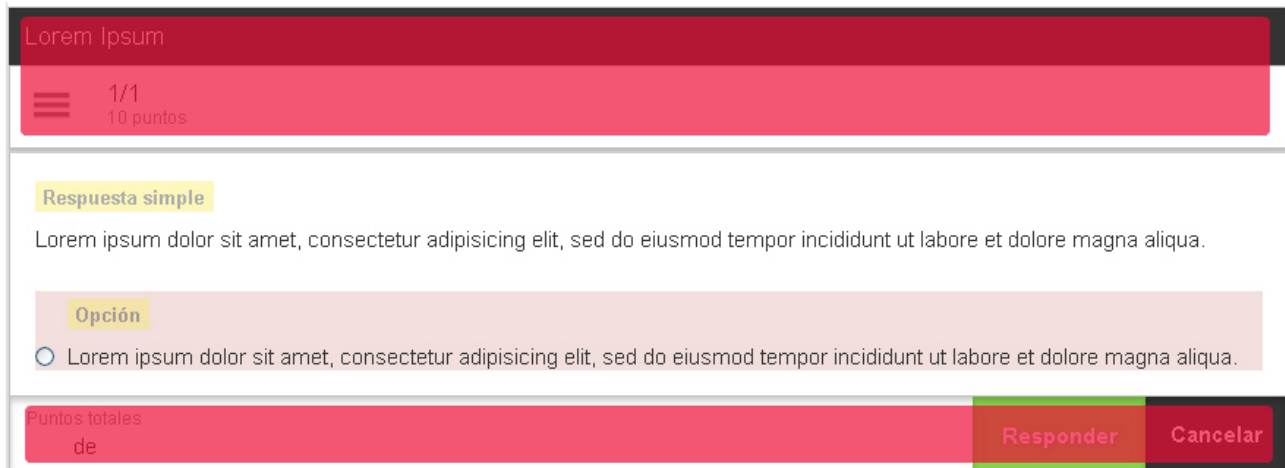 Lorem Ipsum
1/1
10 puntos
Respuesta simple
Lorem ipsum dolor sit amet, consectetur adipisicing elit, sed do eiusmod tempor incididunt ut labore et dolore magna aliqua.
Opción
Lorem ipsum dolor sit amet, consectetur adipisicing elit, sed do eiusmod tempor incididunt ut labore et dolore magna aliqua.
Puntos totales
de
Responder Cancelar